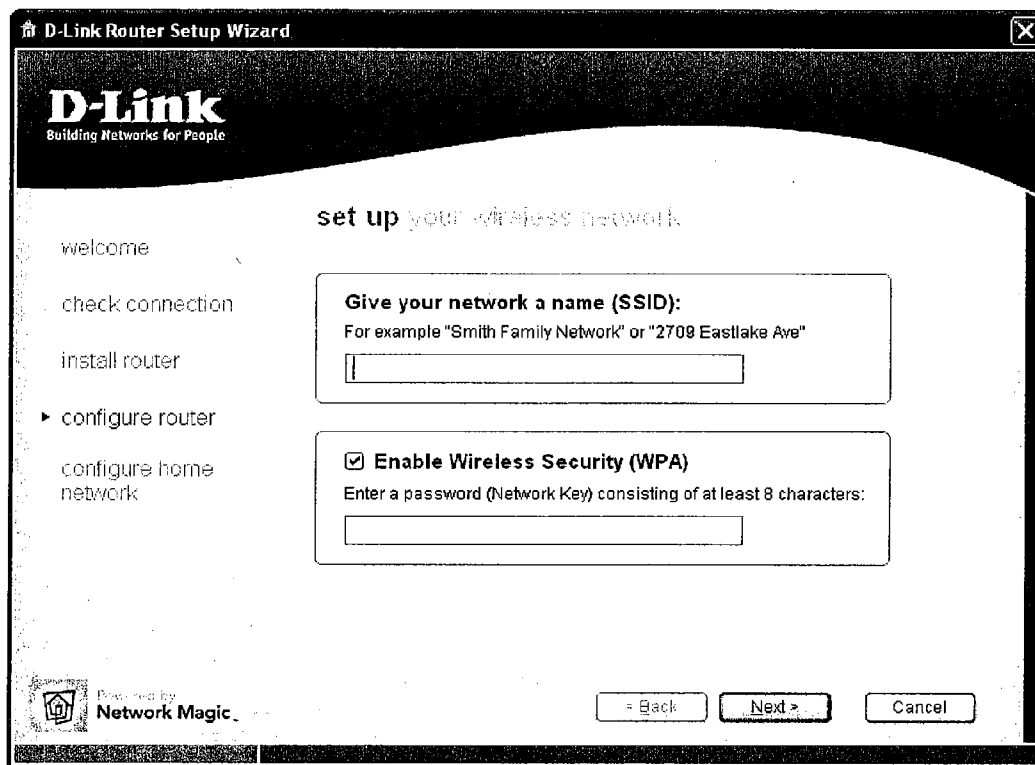 D-Link Router Setup Wizard
D-Link
Building Networks for People
set up your wireless network
welcome
check connection
install router
configure router
configure home
network
Give your network a name (SSID):
For example "Smith Family Network" or "2709 Eastlake Ave"
Enable Wireless Security (WPA)
Enter a password (Network Key) consisting of at least 8 characters:
Powered by
Network Magic
< Back
Next >
Cancel